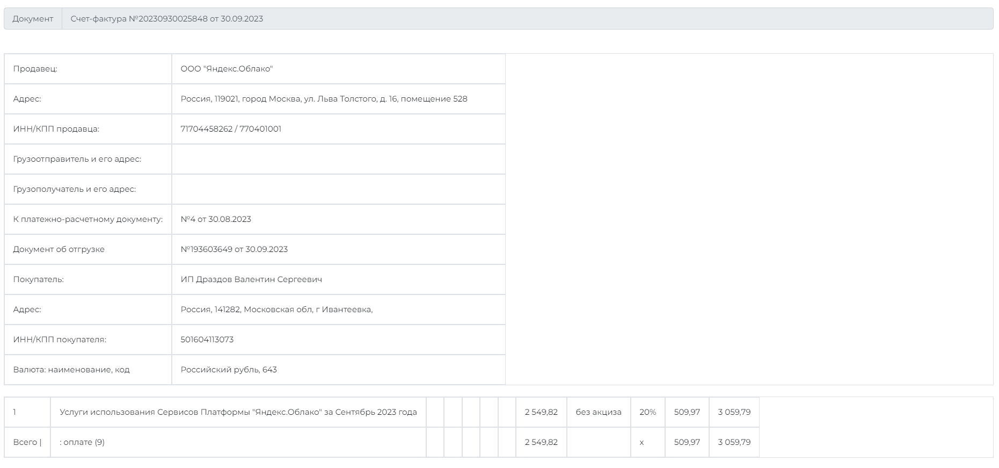 Документ Счет-фактура №20230930025848 от 30.09.2023
Продавец: ООО "Яндекс.Облако"
Адрес: Россия, 119021, город Москва, ул. Льва Толстого, д. 16, помещение 528
ИНН/КПП продавца: 71704458262 / 770401001
Грузоотправитель и его адрес:
Грузополучатель и его адрес:
К платежно-расчетному документу: №4 от 30.08.2023
Документ об отгрузке №193603649 от 30.09.2023
Покупатель: ИП Драздов Валентин Сергеевич
Адрес: Россия, 141282, Московская обл, г Ивантеевка,
ИНН/КПП покупателя: 501604113073
Валюта: наименование, код Российский рубль, 643
1 Услуги использования Сервисов Платформы "Яндекс.Облако" за Сентябрь 2023 года 2 549,82 без акциза 20% 509,97 3 059,79
Всего | : оплате (9) 2 549,82 x 509,97 3 059,79